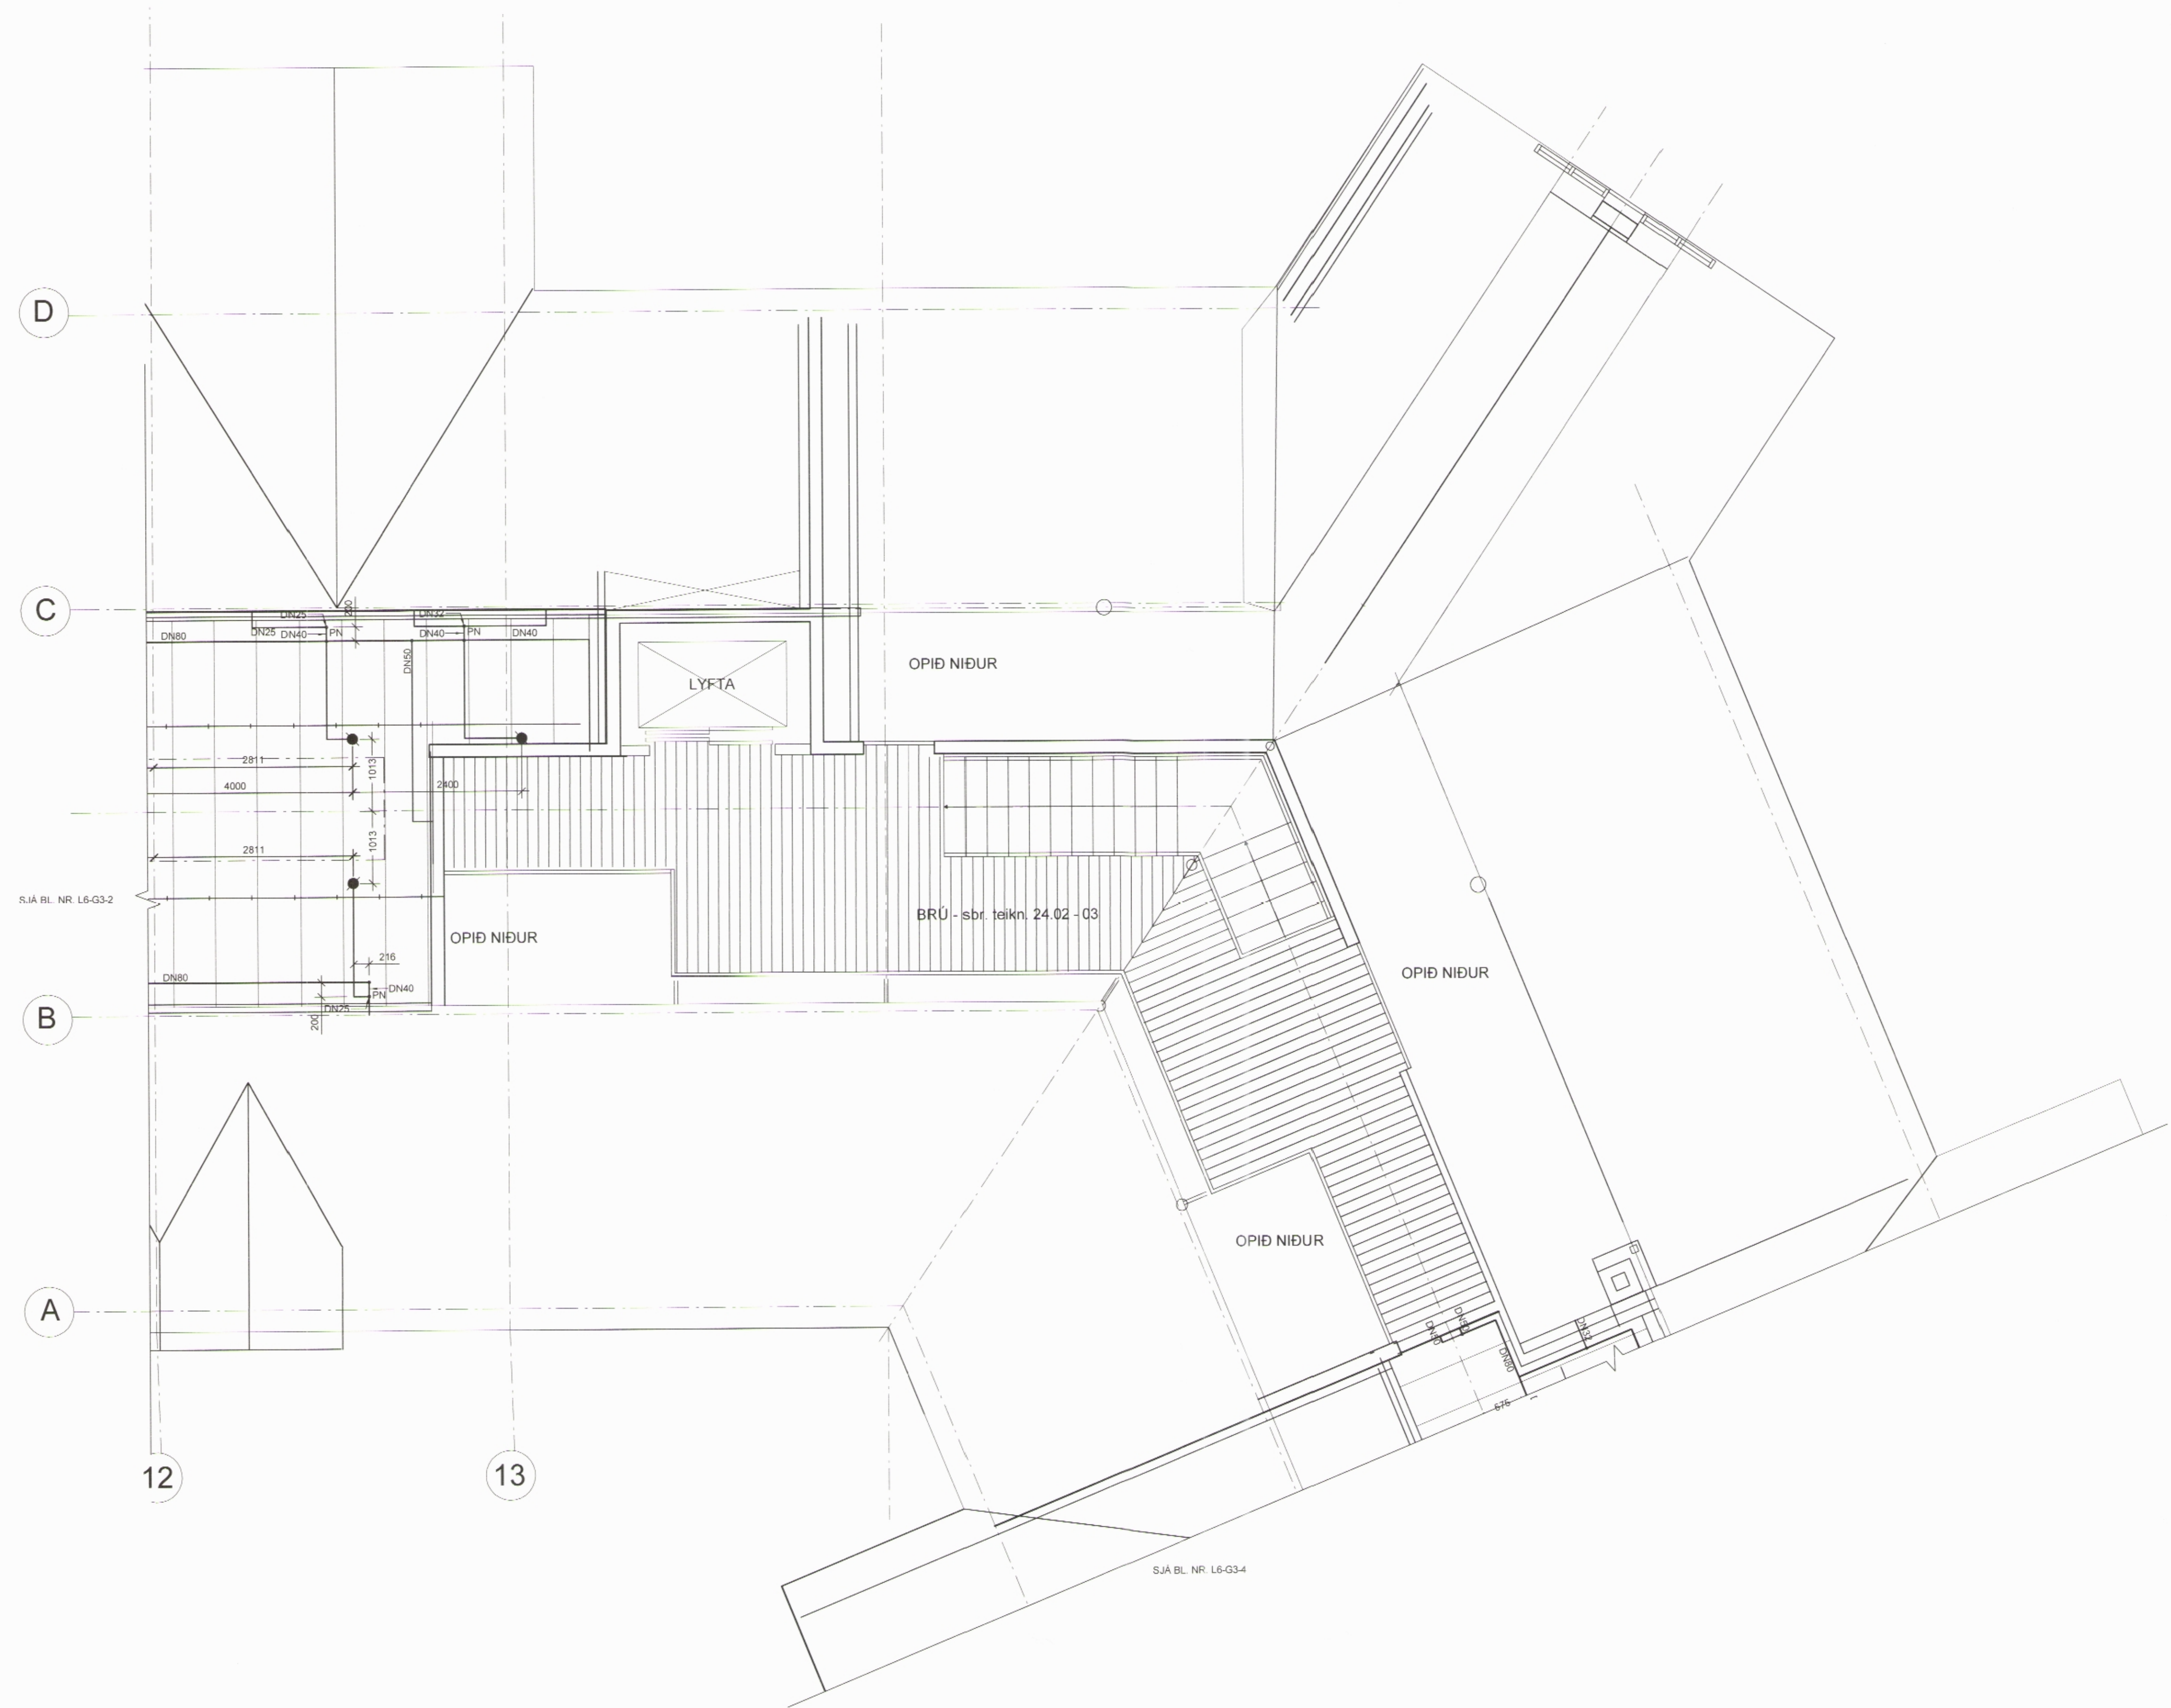 D
C
DN25
200
DN32
DN25
DN40
PN
DN40
PN
DN40
DN80
DN50
LYFTA
OPIÐ NIÐUR
2811
1013
4000
2400
1013
2811
SJÁ BL. NR. L6-G3-2
BRÚ - sbr. teikn. 24.02 - 03
OPIÐ NIÐUR
216
OPIÐ NIÐUR
DN80
DN40
PN
DN25
200
B
OPIÐ NIÐUR
A
DN50
DN32
DN80
675
12
13
SJÁ BL. NR. L6-G3-4